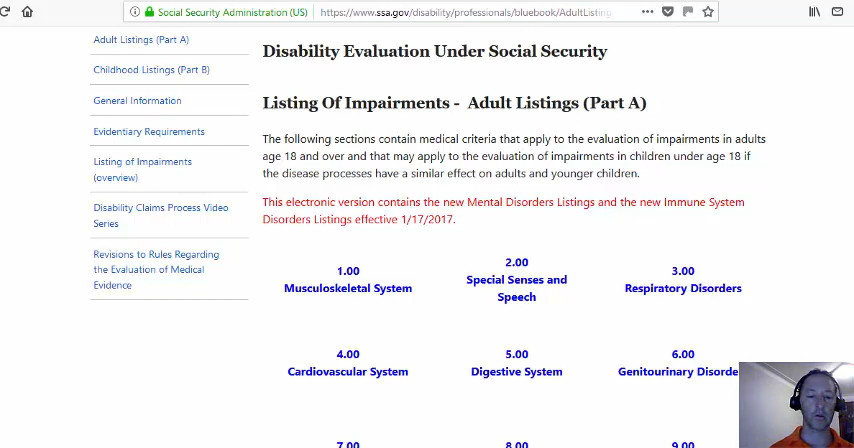 Social Security Administration (US)
https://www.ssa.gov/disability/professionals/bluebook/AdultListing
Adult Listings (Part A)
Childhood Listings (Part B)
General Information
Evidentiary Requirements
Listing of Impairments
(overview)
Disability Claims Process Video
Series
Revisions to Rules Regarding
the Evaluation of Medical
Evidence
Disability Evaluation Under Social Security
Listing Of Impairments - Adult Listings (Part A)
The following sections contain medical criteria that apply to the evaluation of impairments in adults
age 18 and over and that may apply to the evaluation of impairments in children under age 18 if
the disease processes have a similar effect on adults and younger children.
This electronic version contains the new Mental Disorders Listings and the new Immune System
Disorders Listings effective 1/17/2017.
1.00
Musculoskeletal System
2.00
Special Senses and
Speech
3.00
Respiratory Disorders
4.00
Cardiovascular System
5.00
Digestive System
6.00
Genitourinary Disorde
7.00
8.00
9.00